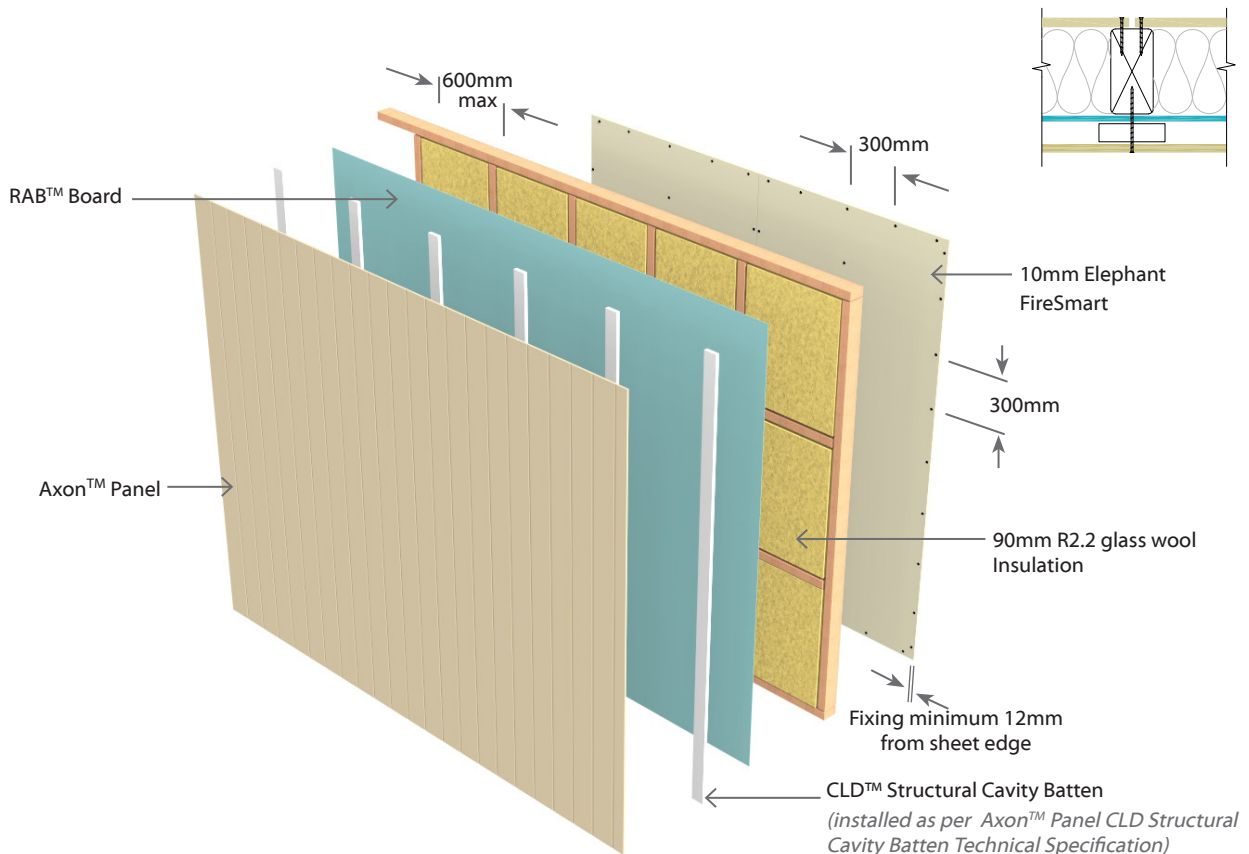 600mm
max
300mm
RAB™ Board
10mm Elephant
FireSmart
300mm
Axon™ Panel
90mm R2.2 glass wool
Insulation
Fixing minimum 12mm
from sheet edge
CLD™ Structural Cavity Batten
(installed as per Axon™ Panel CLD Structural
Cavity Batten Technical Specification)